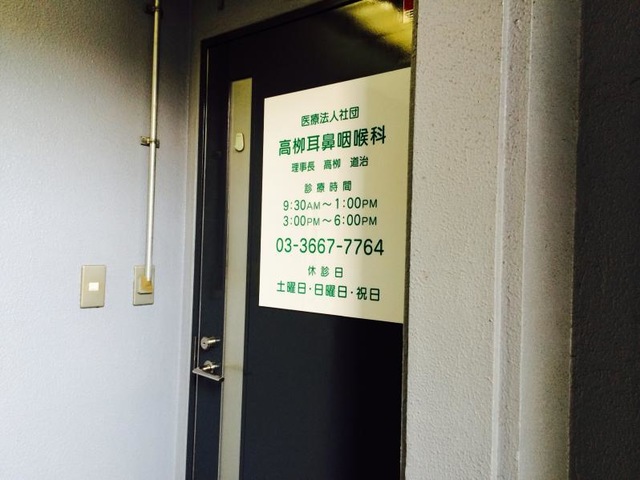 医療法人社団
高栁耳鼻咽喉科
理事長 高栁 道治
診療時間
9:30AM～1:00PM
3:00PM～6:00PM
03-3667-7764
休診日
土曜日・日曜日・祝日